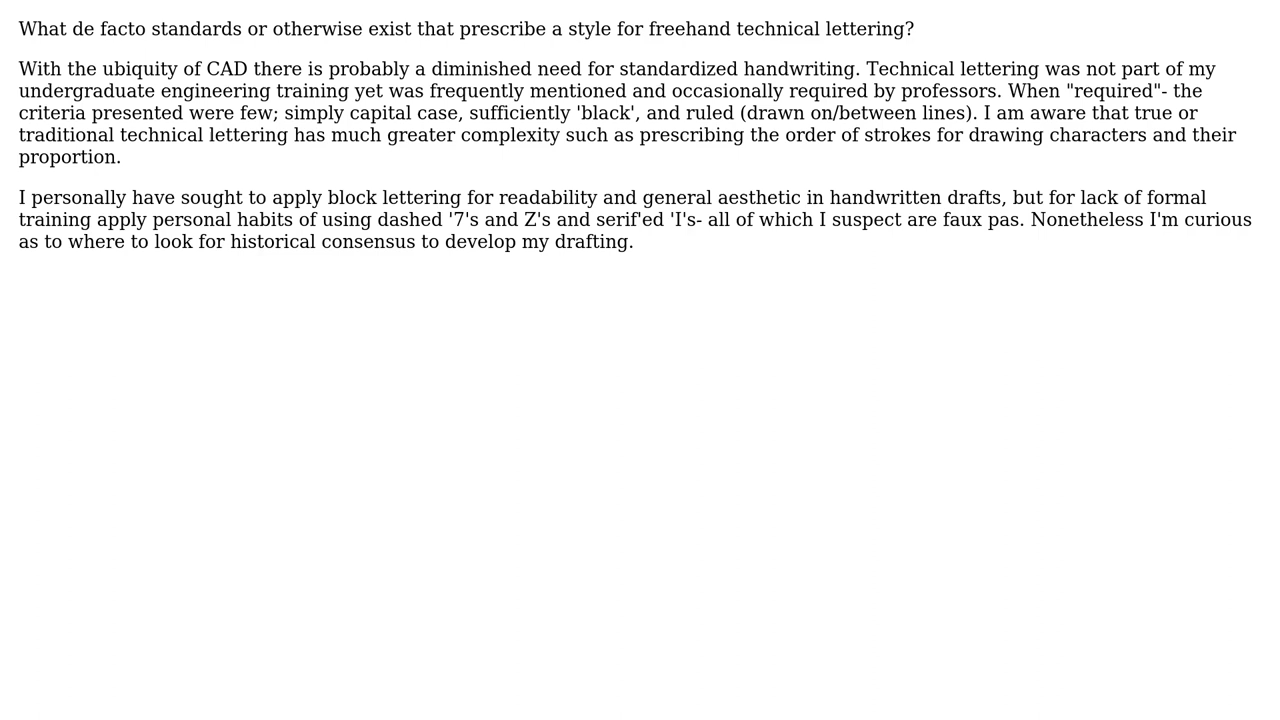 What de facto standards or otherwise exist that prescribe a style for freehand technical lettering?
With the ubiquity of CAD there is probably a diminished need for standardized handwriting. Technical lettering was not part of my
undergraduate engineering training yet was frequently mentioned and occasionally required by professors. When "required"- the
criteria presented were few; simply capital case, sufficiently 'black', and ruled (drawn on/between lines). I am aware that true or
traditional technical lettering has much greater complexity such as prescribing the order of strokes for drawing characters and their
proportion.
I personally have sought to apply block lettering for readability and general aesthetic in handwritten drafts, but for lack of formal
training apply personal habits of using dashed '7's and Z's and serif'ed 'I's- all of which I suspect are faux pas. Nonetheless I'm curious
as to where to look for historical consensus to develop my drafting.